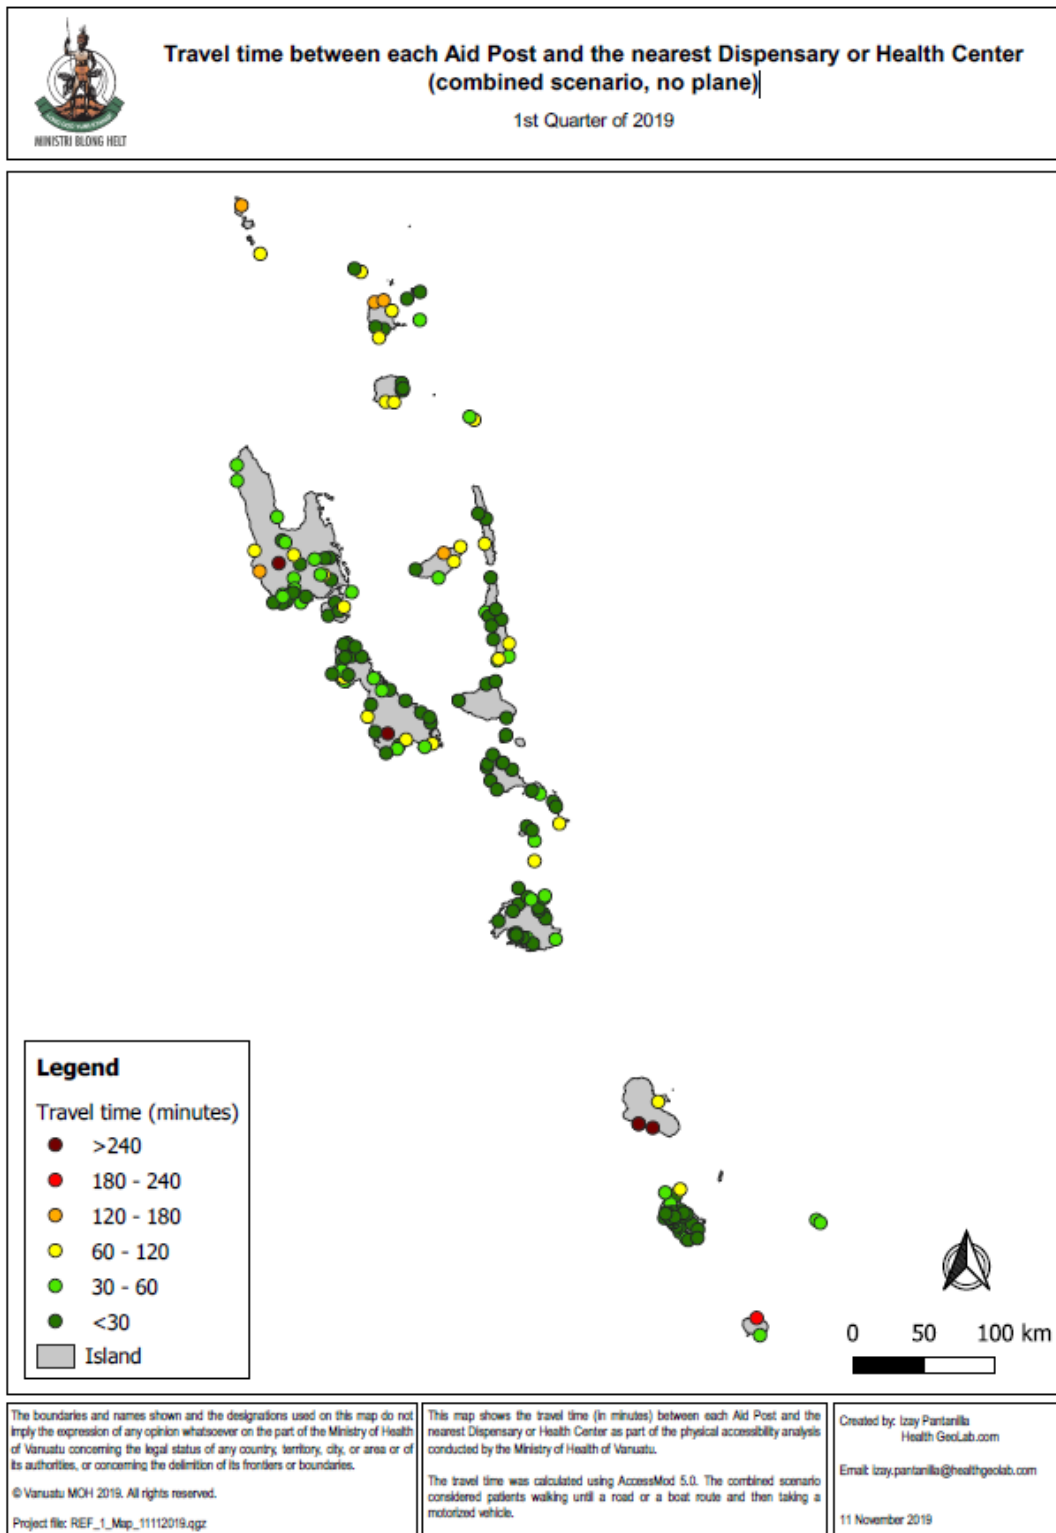 Travel time between each Aid Post and the nearest Dispensary or Health Center
(combined scenario, no plane)
1st Quarter of 2019
MINISTRI BLONG HELT
Legend
Travel time (minutes)
>240
180 - 240
120 - 180
60 - 120
30 - 60
<30
Island
0 50 100 km
The boundaries and names shown and the designations used on this map do not
imply the expression of any opinion whatsoever on the part of the Ministry of Health
of Vanuatu concerning the legal status of any country, territory, city, or area or of
its authorities, or concerning the delimition of its frontiers or boundaries.
© Vanuatu MOH 2019. All rights reserved.
Project file: REF_1_Map_11112019.qgz
This map shows the travel time (in minutes) between each Aid Post and the
nearest Dispensary or Health Center as part of the physical accessibility analysis
conducted by the Ministry of Health of Vanuatu.
The travel time was calculated using AccessMod 5.0. The combined scenario
considered patients walking until a road or a boat route and then taking a
motorized vehicle.
Created by: Izay Pantanilla
Health GeoLab.com
Email: izay.pantanilla@healthgeolab.com
11 November 2019